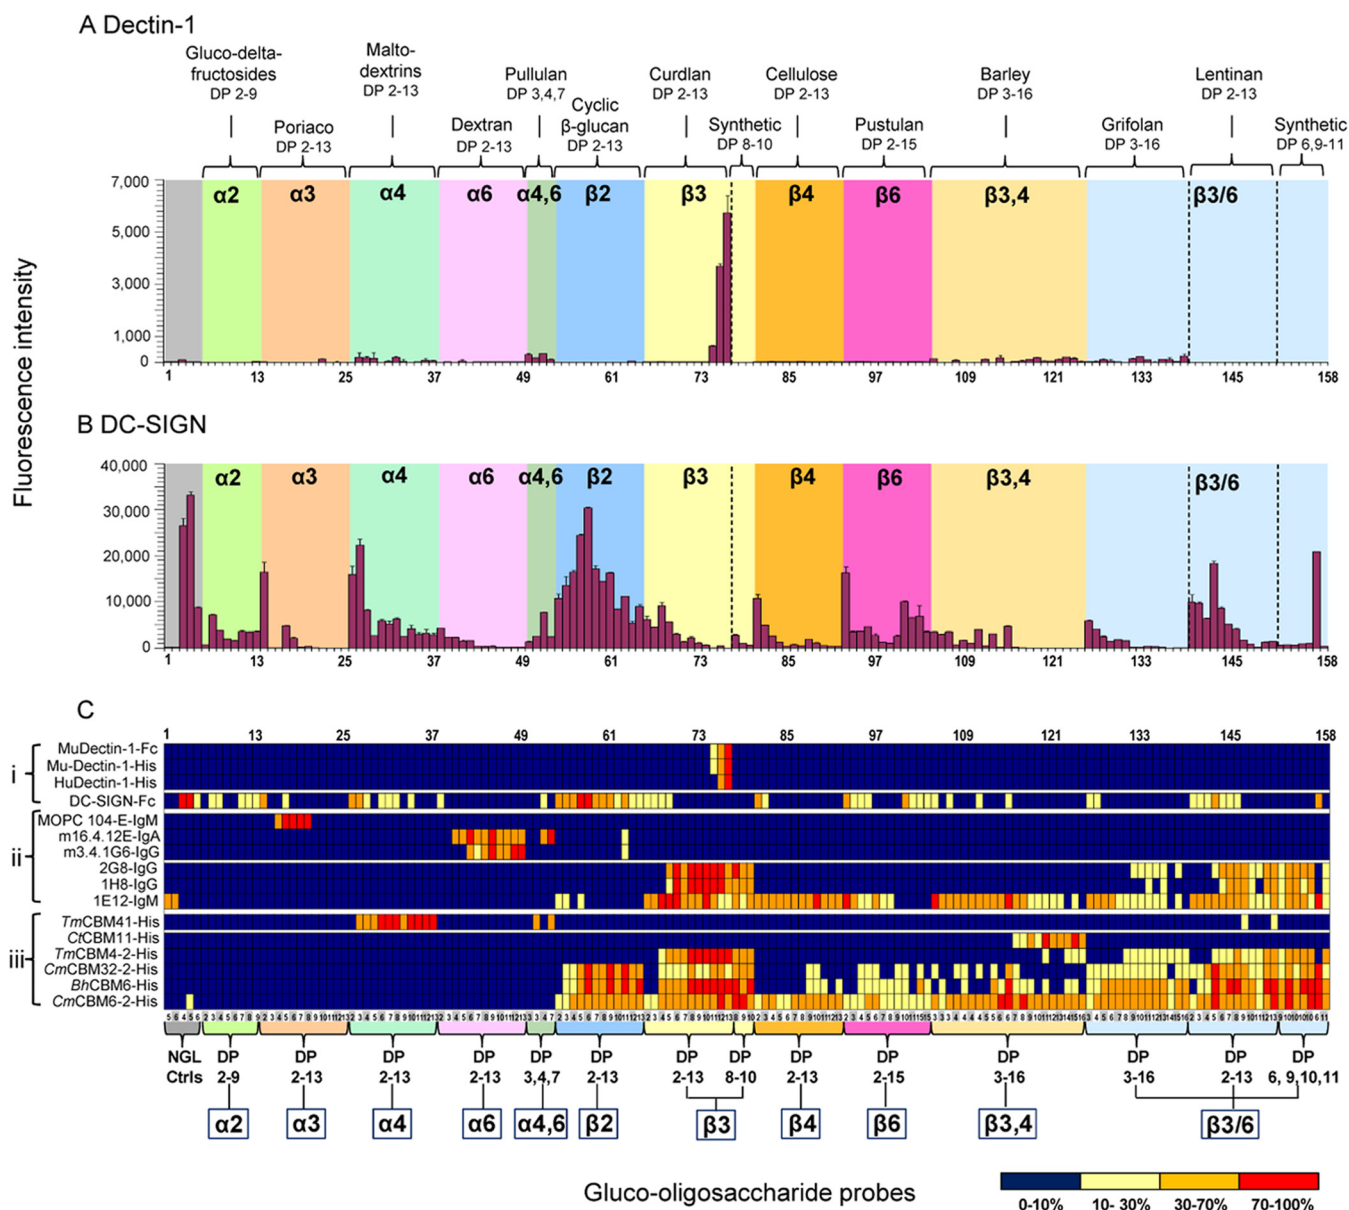 A Dectin-1
Gluco-delta-
fructosides
DP 2-9
Poriaco
DP 2-13
Malto-
dextrins
DP 2-13
Dextran
DP 2-13
Pullulan
DP 3,4,7
Cyclic
β-glucan
DP 2-13
Curdlan
DP 2-13
Synthetic
DP 8-10
Cellulose
DP 2-13
Pustulan
DP 2-15
Barley
DP 3-16
Grifolan
DP 3-16
Lentinan
DP 2-13
Synthetic
DP 6,9-11
Fluorescence intensity
α2 α3 α4 α6 α4,6 β2 β3 β4 β6 β3,4 β3/6
7,000
5,000
3,000
1,000
0
1 13 25 37 49 61 73 85 97 109 121 133 145 158
B DC-SIGN
α2 α3 α4 α6 α4,6 β2 β3 β4 β6 β3,4 β3/6
40,000
30,000
20,000
10,000
0
1 13 25 37 49 61 73 85 97 109 121 133 145 158
C
1 13 25 37 49 61 73 85 97 109 121 133 145 158
i
MuDectin-1-Fc
Mu-Dectin-1-His
HuDectin-1-His
DC-SIGN-Fc
ii
MOPC 104-E-IgM
m16.4.12E-IgA
m3.4.1G6-IgG
2G8-IgG
1H8-IgG
1E12-IgM
iii
TmCBM41-His
CtCBM11-His
TmCBM4-2-His
CmCBM32-2-His
BhCBM6-His
CmCBM6-2-His
NGL DP DP DP DP DP DP DP DP DP DP DP DP DP DP
Ctrls 2-9 2-13 2-13 2-13 3,4,7 2-13 2-13 8-10 2-13 2-15 3-16 3-16 2-13 6, 9,10,11
α2 α3 α4 α6 α4,6 β2 β3 β4 β6 β3,4 β3/6
Gluco-oligosaccharide probes
0-10% 10- 30% 30-70% 70-100%